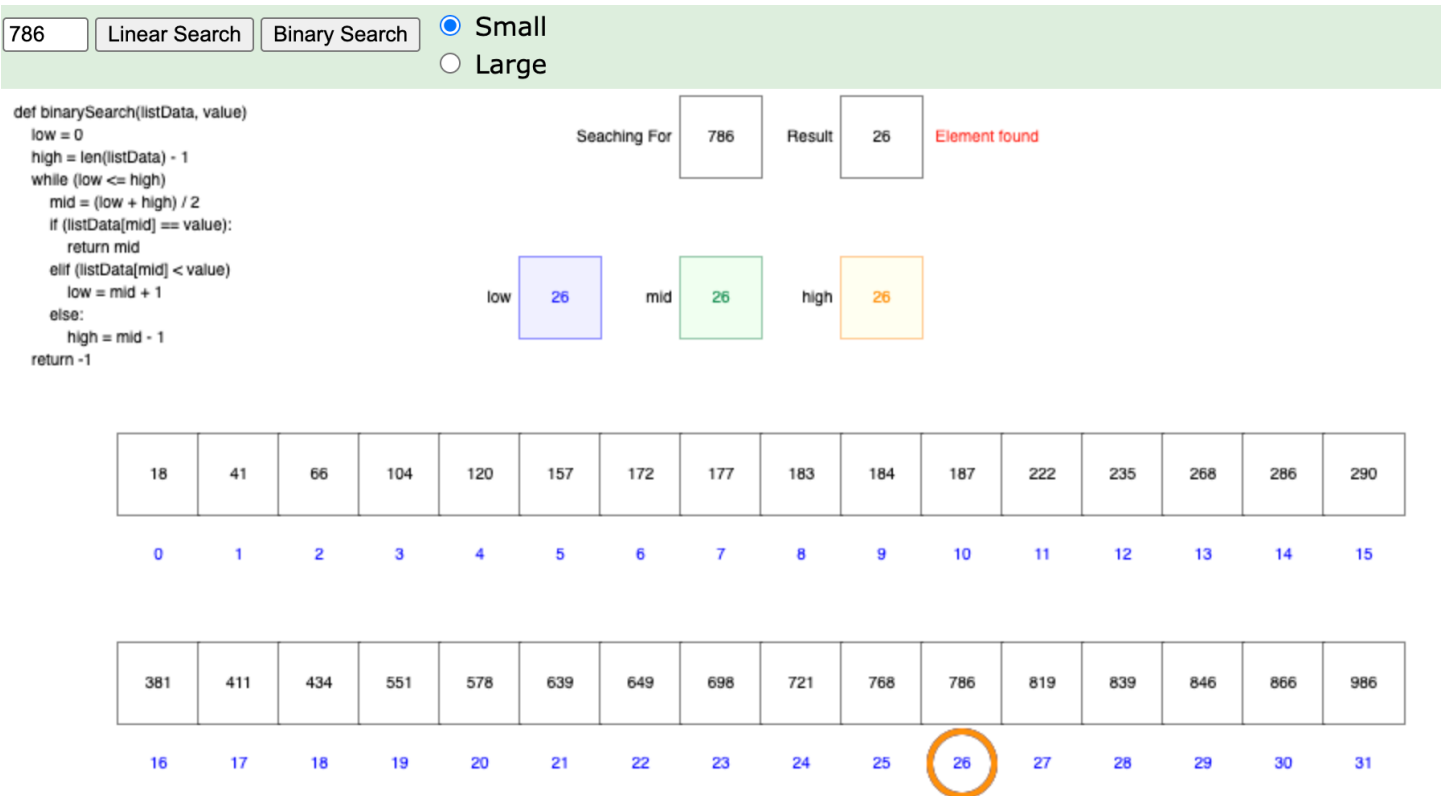 786 Linear Search Binary Search Small
Large
def binarySearch(listData, value)
low = 0
high = len(listData) - 1
while (low <= high)
mid = (low + high) / 2
if (listData[mid] == value):
return mid
elif (listData[mid] < value)
low = mid + 1
else:
high = mid - 1
return -1
Seaching For 786 Result 26 Element found
low 26 mid 26 high 26
18 41 66 104 120 157 172 177 183 184 187 222 235 268 286 290
0 1 2 3 4 5 6 7 8 9 10 11 12 13 14 15
381 411 434 551 578 639 649 698 721 768 786 819 839 846 866 986
16 17 18 19 20 21 22 23 24 25 26 27 28 29 30 31